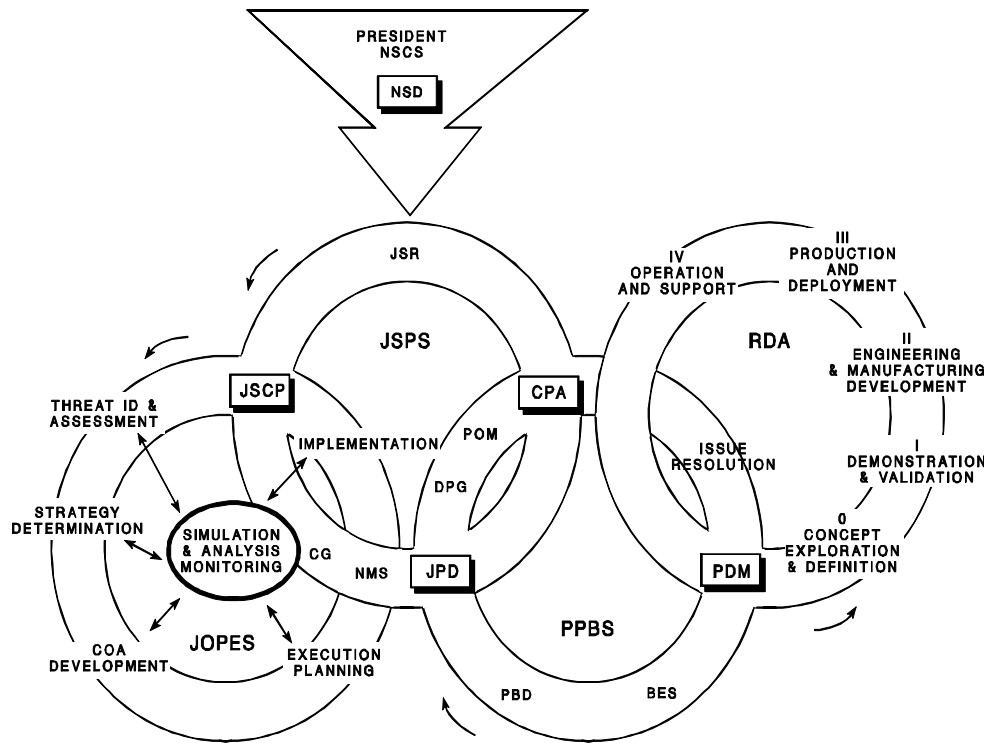 PRESIDENT
NSCS
NSD
JSR
JSPS
JSCP
CPA
IV
OPERATION
AND SUPPORT
III
PRODUCTION
AND
DEPLOYMENT
RDA
II
ENGINEERING
& MANUFACTURING
DEVELOPMENT
I
DEMONSTRATION
& VALIDATION
0
CONCEPT
EXPLORATION
& DEFINITION
THREAT ID &
ASSESSMENT
IMPLEMENTATION
POM
DPG
ISSUE
RESOLUTION
STRATEGY
DETERMINATION
SIMULATION
& ANALYSIS
MONITORING
CG
NMS
JPD
PDM
JOPES
COA
DEVELOPMENT
EXECUTION
PLANNING
PPBS
PBD
BES